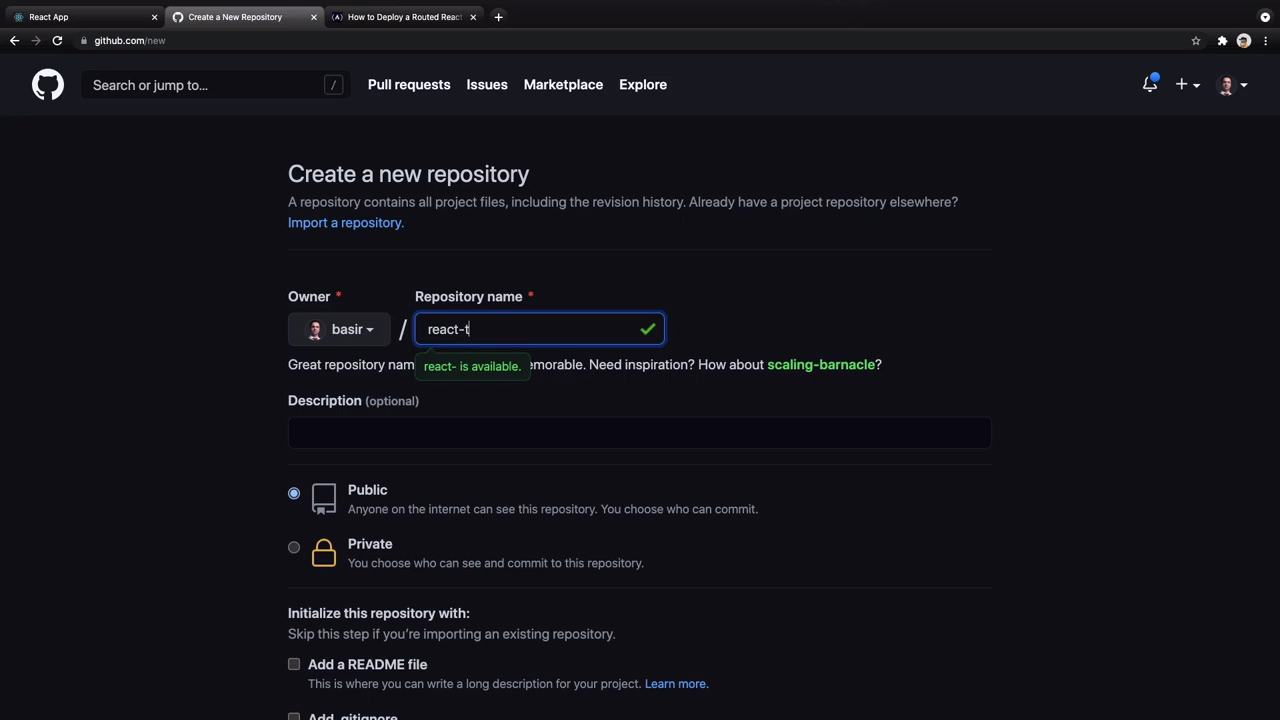 React App
Create a New Repository
How to Deploy a Routed React
github.com/new
Search or jump to...
/
Pull requests
Issues
Marketplace
Explore
Create a new repository
A repository contains all project files, including the revision history. Already have a project repository elsewhere?
Import a repository.
Owner *
Repository name *
basir
/
react-t
Great repository nam
emorable. Need inspiration? How about scaling-barnacle?
react- is available.
Description (optional)
Public
Anyone on the internet can see this repository. You choose who can commit.
Private
You choose who can see and commit to this repository.
Initialize this repository with:
Skip this step if you're importing an existing repository.
Add a README file
This is where you can write a long description for your project. Learn more.
Add .gitignore